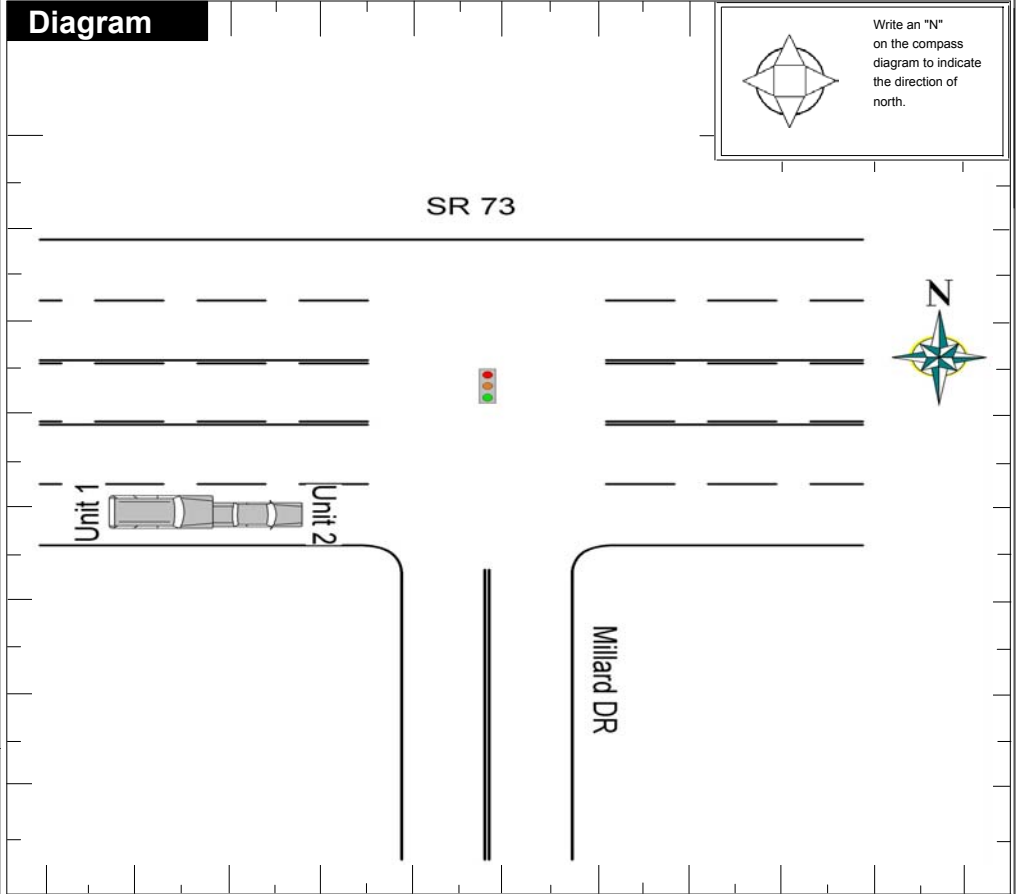 Diagram
Write an "N"
on the compass
diagram to indicate
the direction of
north.
SR 73
N
Unit 1
Unit 2
Millard DR